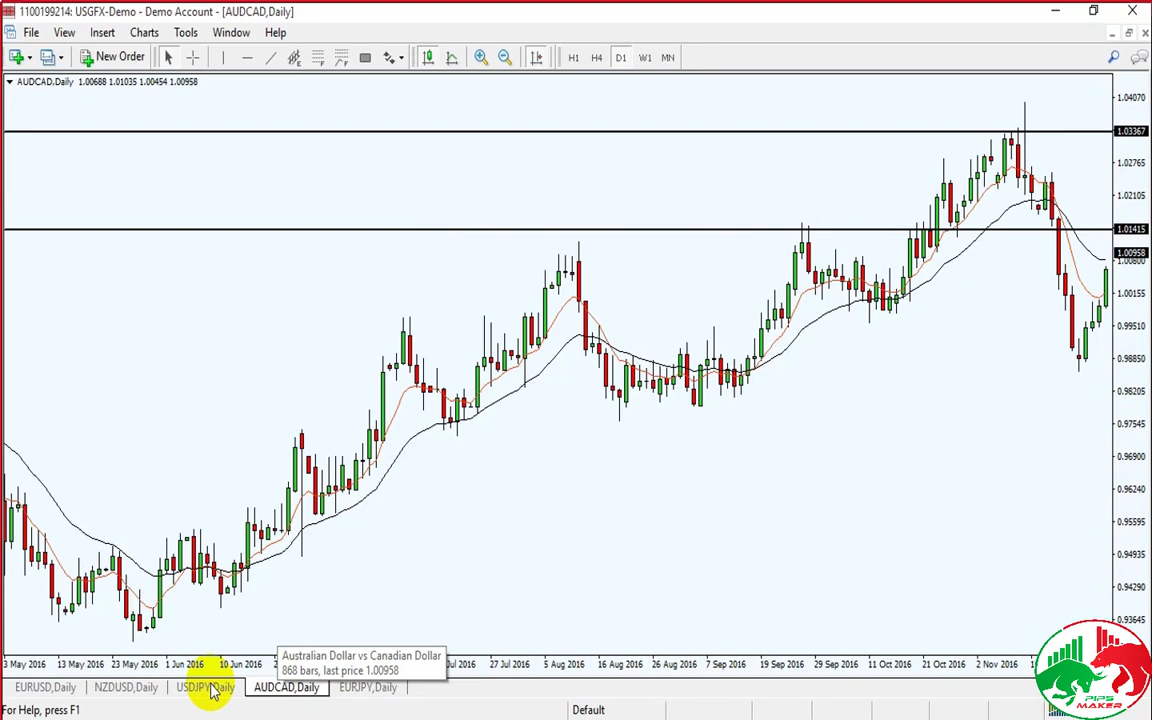 1100199214: USGFX-Demo - Demo Account - [AUDCAD,Daily]
File View Insert Charts Tools Window Help
New Order H1 H4 D1 W1 MN
AUDCAD,Daily 1.00688 1.01035 1.00454 1.00958
1.04070
1.03367
1.02765
1.02105
1.01415
1.00958
1.00800
1.00155
0.99510
0.98850
0.98205
0.97545
0.96900
0.96240
0.95595
0.94935
0.94290
0.93645
Australian Dollar vs Canadian Dollar
868 bars, last price 1.00958
3 May 2016 13 May 2016 23 May 2016 1 Jun 2016 10 Jun 2016 Jul 2016 27 Jul 2016 5 Aug 2016 16 Aug 2016 26 Aug 2016 7 Sep 2016 19 Sep 2016 29 Sep 2016 11 Oct 2016 21 Oct 2016 2 Nov 2016
EURUSD,Daily NZDUSD,Daily USDJPY,Daily AUDCAD,Daily EURJPY,Daily
PIPS
MAKER
For Help, press F1 Default